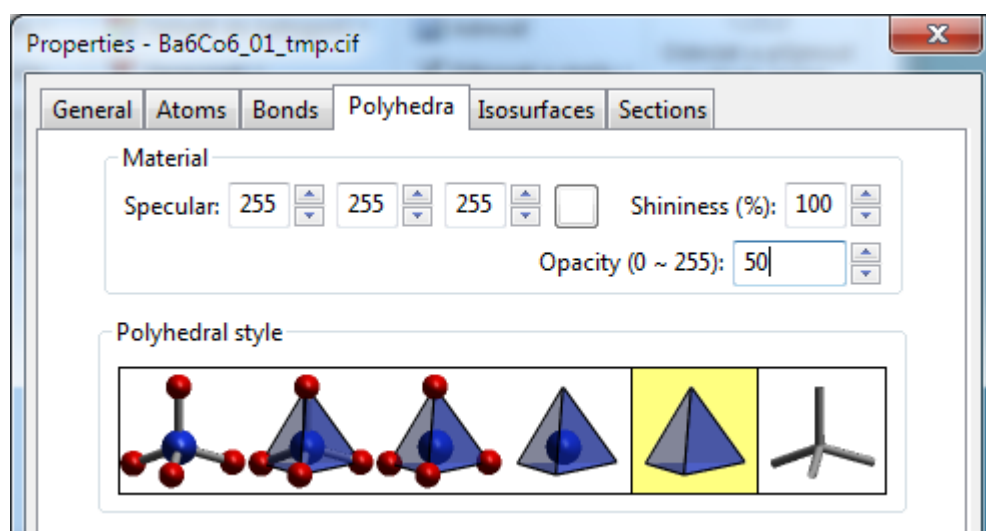 Properties - Ba6Co6_01_tmp.cif
General Atoms Bonds Polyhedra Isosurfaces Sections
Material
Specular: 255 255 255 Shininess (%): 100
Opacity (0 ~ 255): 50
Polyhedral style